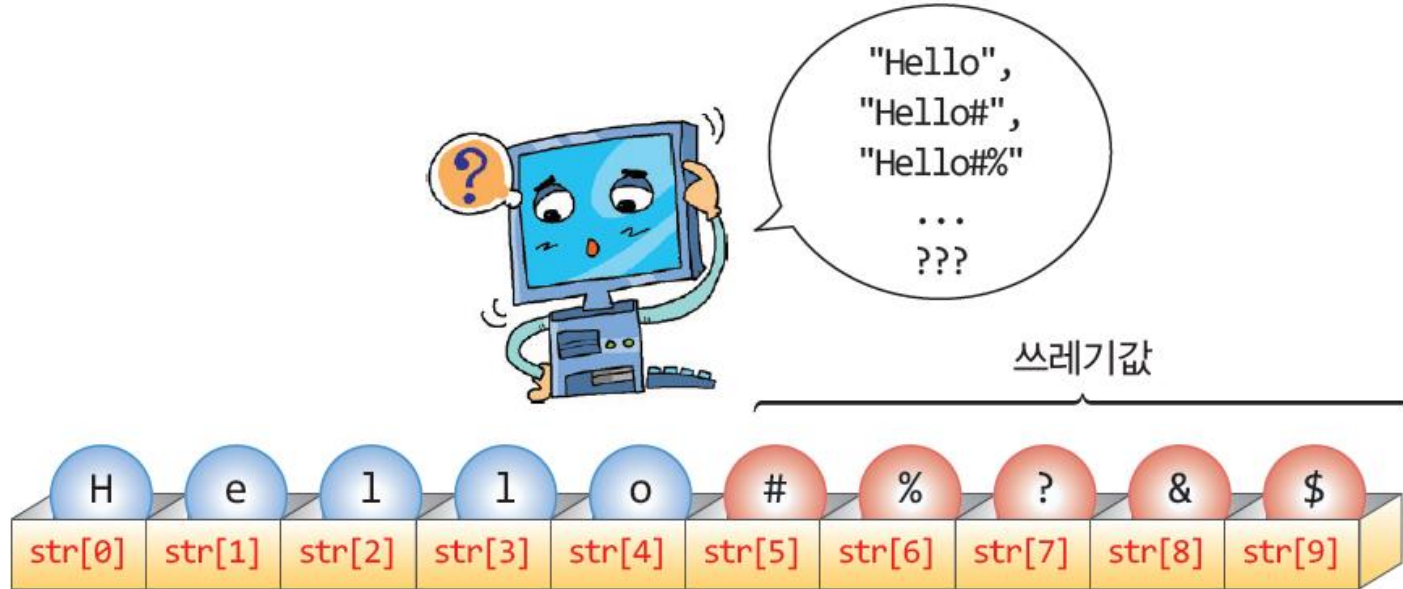 "Hello",
"Hello#",
"Hello#%"
...
???
?
쓰레기값
H e l l o # % ? & $
str[0] str[1] str[2] str[3] str[4] str[5] str[6] str[7] str[8] str[9]